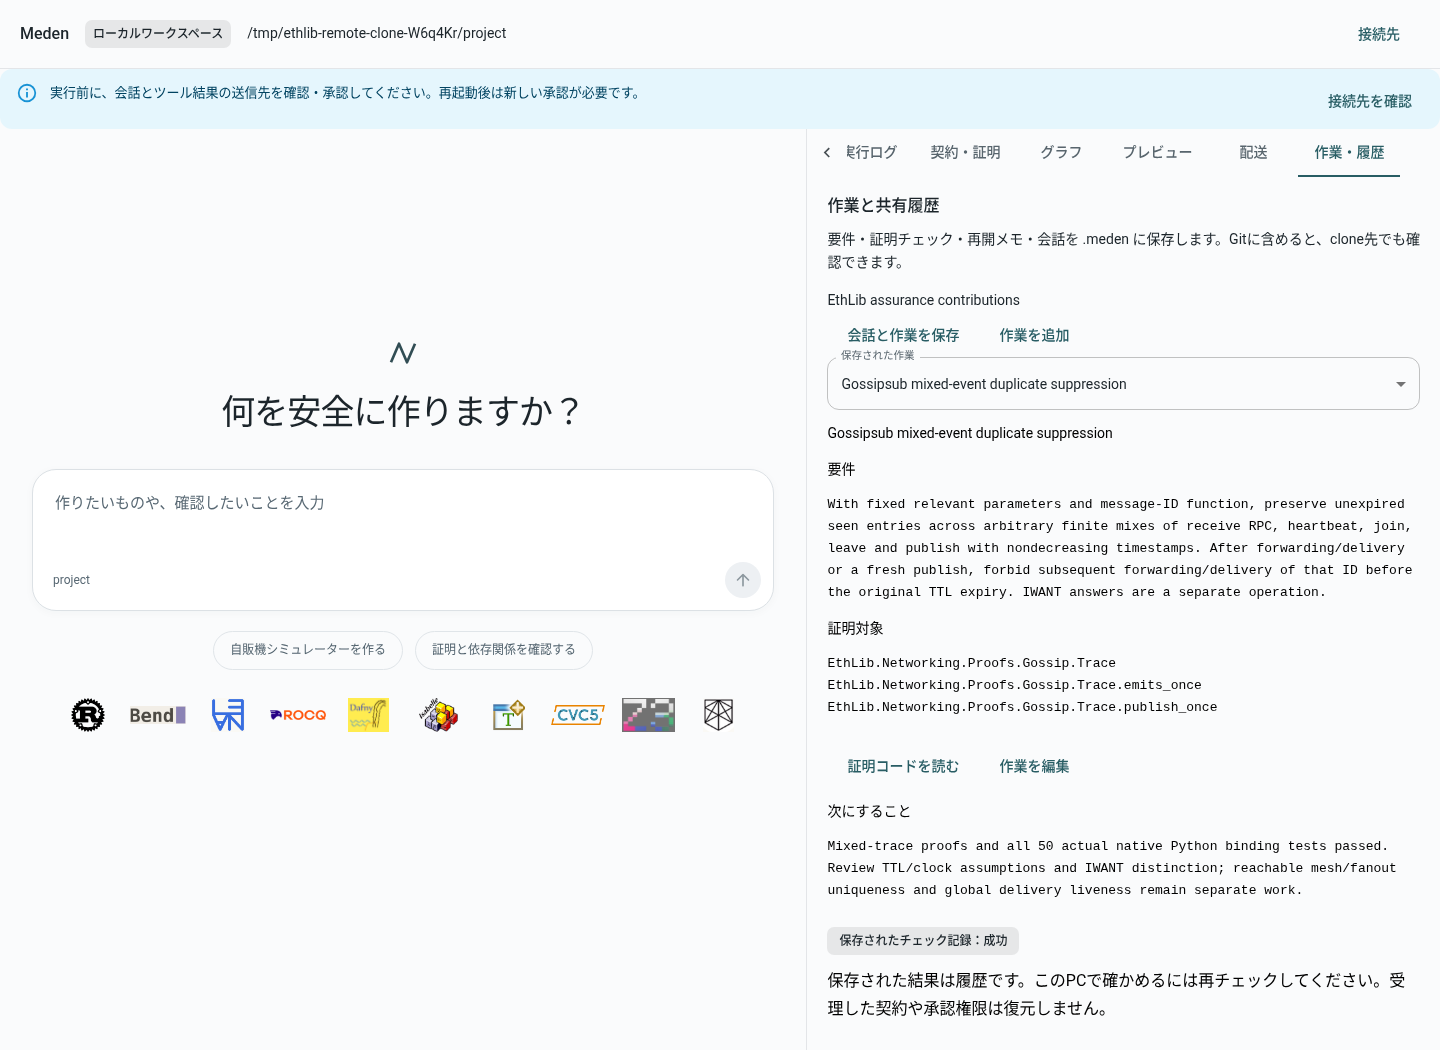 Meden
ローカルワークスペース
/tmp/ethlib-remote-clone-W6q4Kr/project
接続先
実行前に、会話とツール結果の送信先を確認・承認してください。再起動後は新しい承認が必要です。
接続先を確認
実行ログ
契約・証明
グラフ
プレビュー
配送
作業・履歴
何を安全に作りますか？
作りたいものや、確認したいことを入力
project
自販機シミュレーターを作る
証明と依存関係を確認する
R
Bend
ROCQ
Dafny
Isabelle
T
CVC5
作業と共有履歴
要件・証明チェック・再開メモ・会話を .meden に保存します。Gitに含めると、clone先でも確
認できます。
EthLib assurance contributions
会話と作業を保存
作業を追加
保存された作業
Gossipsub mixed-event duplicate suppression
Gossipsub mixed-event duplicate suppression
要件
With fixed relevant parameters and message-ID function, preserve unexpired
seen entries across arbitrary finite mixes of receive RPC, heartbeat, join,
leave and publish with nondecreasing timestamps. After forwarding/delivery
or a fresh publish, forbid subsequent forwarding/delivery of that ID before
the original TTL expiry. IWANT answers are a separate operation.
証明対象
EthLib.Networking.Proofs.Gossip.Trace
EthLib.Networking.Proofs.Gossip.Trace.emits_once
EthLib.Networking.Proofs.Gossip.Trace.publish_once
証明コードを読む
作業を編集
次にすること
Mixed-trace proofs and all 50 actual native Python binding tests passed.
Review TTL/clock assumptions and IWANT distinction; reachable mesh/fanout
uniqueness and global delivery liveness remain separate work.
保存されたチェック記録：成功
保存された結果は履歴です。このPCで確かめるには再チェックしてください。受
理した契約や承認権限は復元しません。